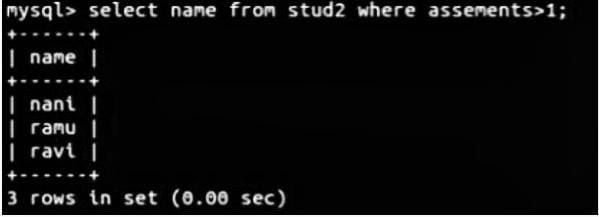 mysql> select name from stud2 where assements>1;
+------+
| name |
+------+
| nani |
| ramu |
| ravi |
+------+
3 rows in set (0.00 sec)